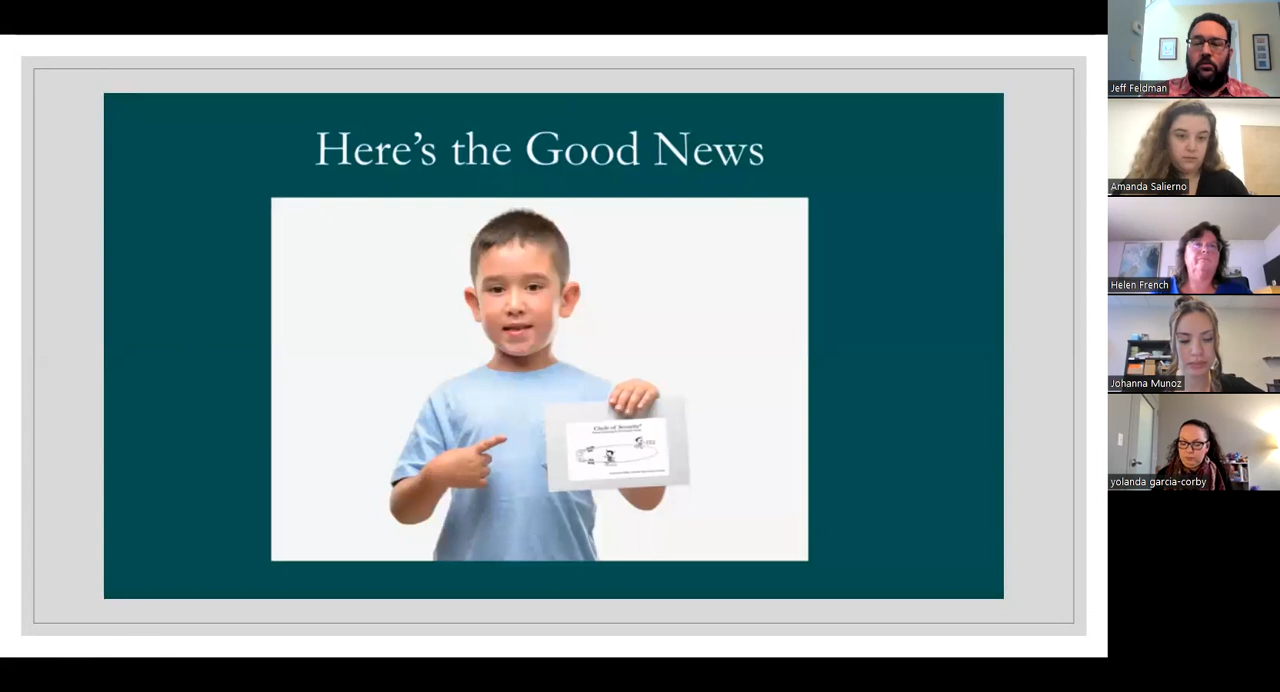 Here's the Good News
Circle of Security®
Jeff Feldman
Amanda Salierno
Helen French
Johanna Munoz
yolanda garcia-corby